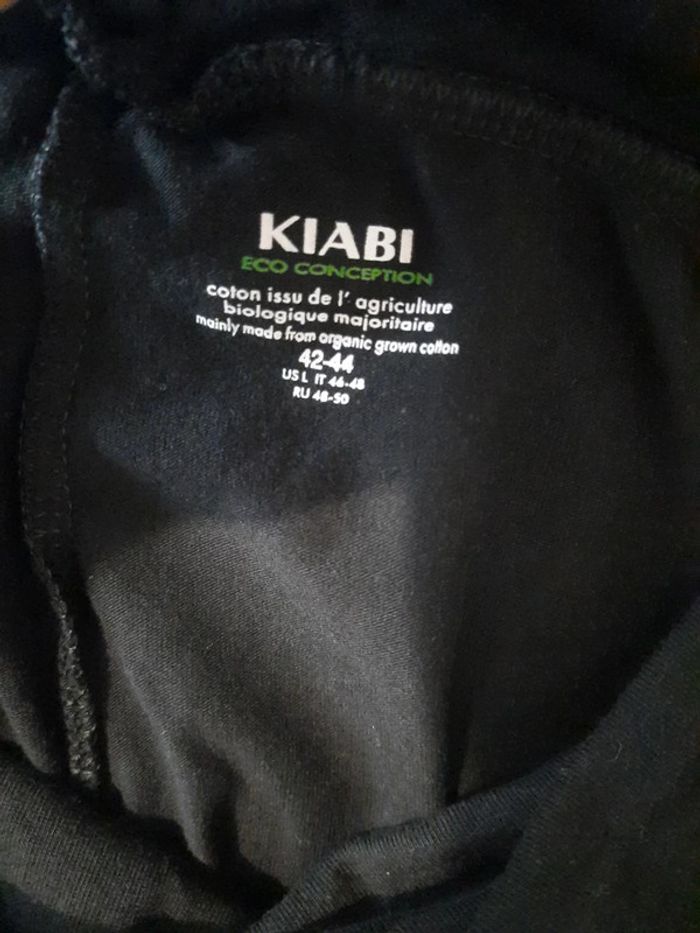 KIABI
ECO CONCEPTION
coton issu de l' agriculture
biologique majoritaire
mainly made from organic grown cotton
42-44
US L IT 46-48
RU 48-50